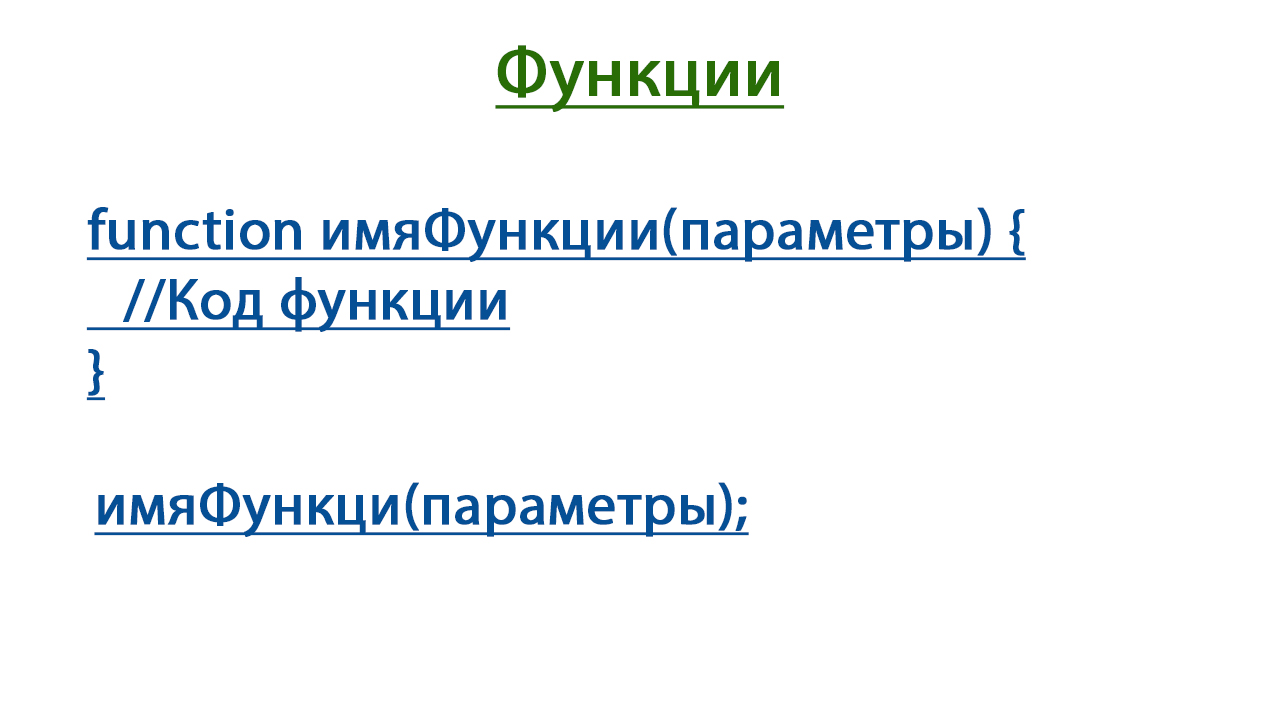 Функции
function имяФункции(параметры) {
//Код функции
}
имяФункци(параметры);